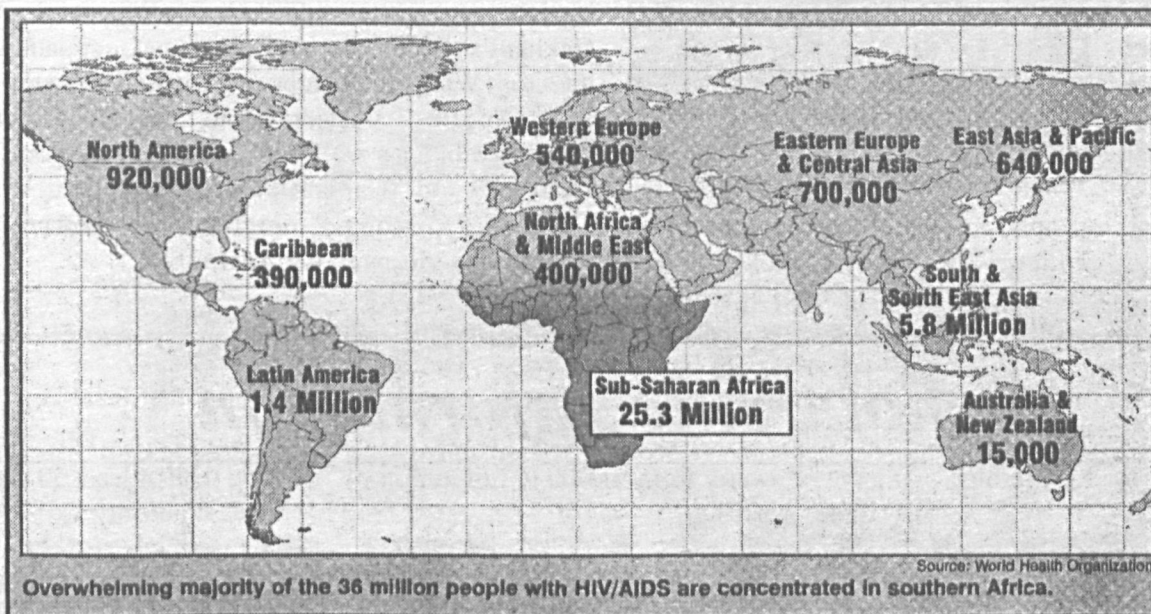 North America
920,000
Western Europe
540,000
Eastern Europe
& Central Asia
700,000
East Asia & Pacific
640,000
Caribbean
390,000
North Africa
& Middle East
400,000
South &
South East Asia
5.8 Million
Latin America
1.4 Million
Sub-Saharan Africa
25.3 Million
Australia &
New Zealand
15,000
Source: World Health Organization
Overwhelming majority of the 36 million people with HIV/AIDS are concentrated in southern Africa.